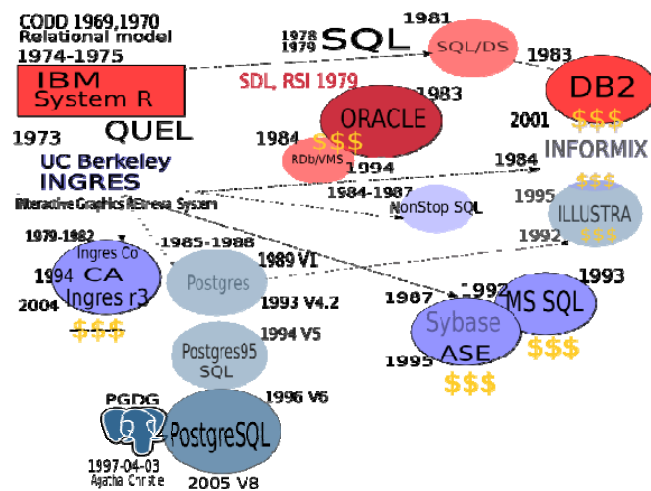 CODD 1969,1970
Relational model
1974-1975
IBM
System R
1978
1979
SQL
1981
SQL/DS
1983
DB2
$$$
2001
SDL, RSI 1979
1983
ORACLE
$$$
1984
RDb/VMS
1994
QUEL
1973
UC Berkeley
INGRES
Interactive Graphics REtreva_System
1984
INFORMIX
$$$
1984-1987
NonStop SQL
1995
ILLUSTRA
$$$
1992
1979-1982
Ingres Co
1994
CA
Ingres r3
2004
$$$
1985-1988
1989 V1
Postgres
1993 V4.2
1994 V5
Postgres95
SQL
1996 V6
PGDG
PostgreSQL
1997-04-03
Agatha Christe
2005 V8
1987
Sybase
ASE
1995
$$$
1992
1993
MS SQL
$$$